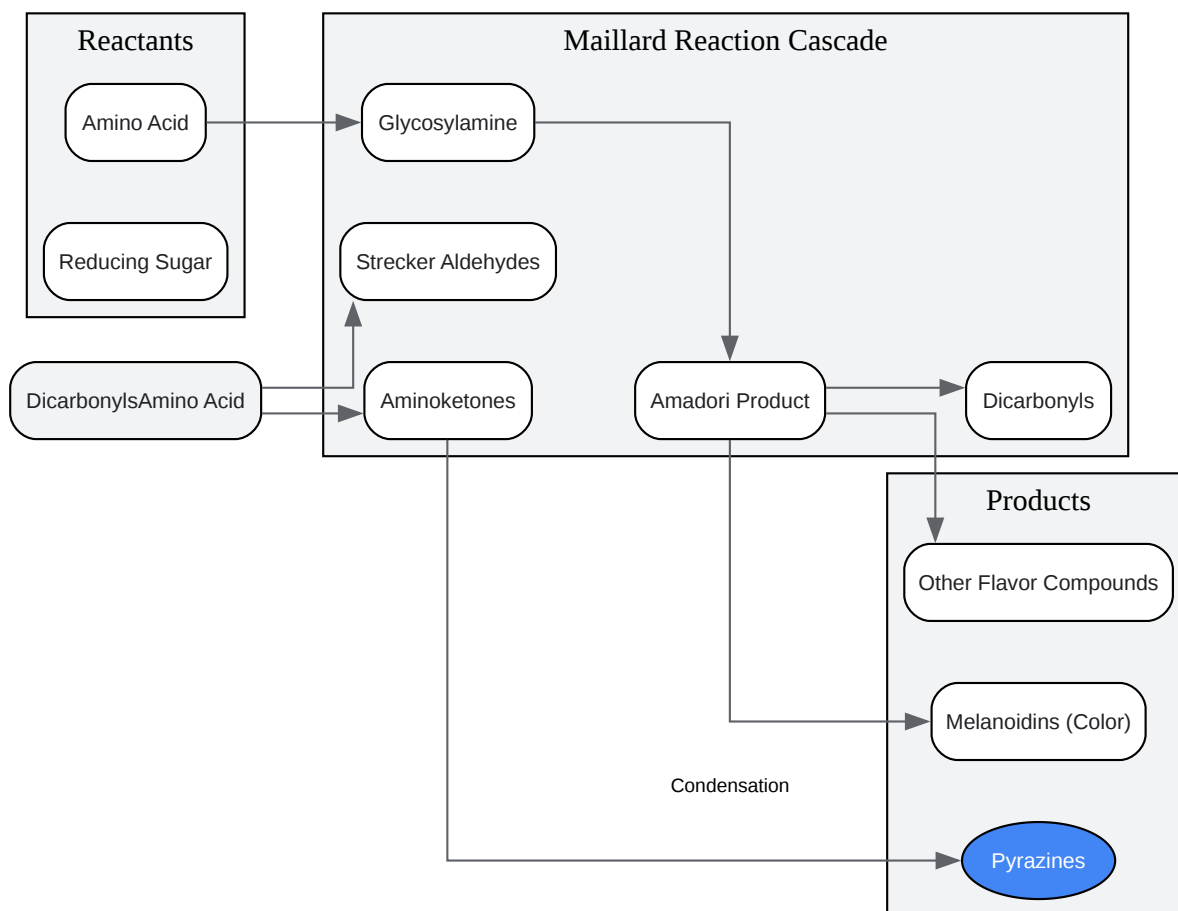 Reactants
Maillard Reaction Cascade
Amino Acid
Glycosylamine
Reducing Sugar
Strecker Aldehydes
DicarbonylsAmino Acid
Aminoketones
Amadori Product
Dicarbonyls
Products
Other Flavor Compounds
Melanoidins (Color)
Condensation
Pyrazines